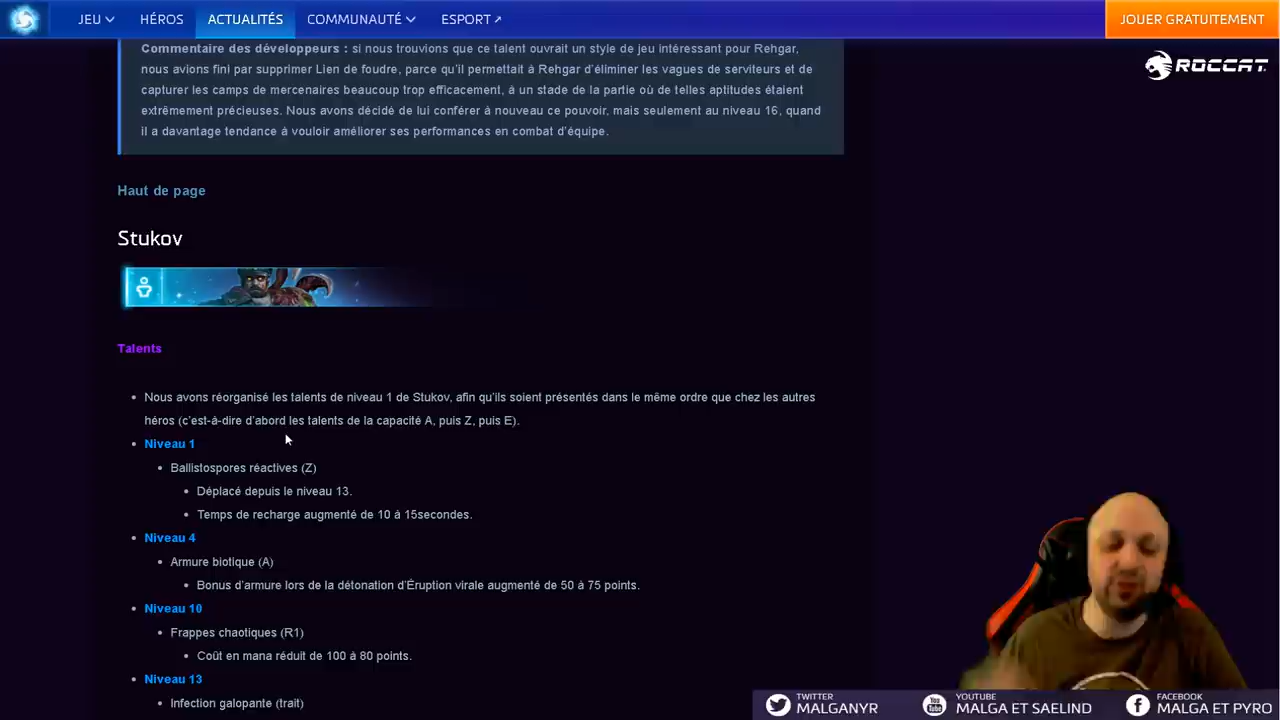 JEU HÉROS ACTUALITÉS COMMUNAUTÉ ESPORT JOUER GRATUITEMENT
Commentaire des développeurs : si nous trouvions que ce talent ouvrait un style de jeu intéressant pour Rehgar,
nous avions fini par supprimer Lien de foudre, parce qu'il permettait à Rehgar d'éliminer les vagues de serviteurs et de
capturer les camps de mercenaires beaucoup trop efficacement, à un stade de la partie où de telles aptitudes étaient
extrêmement précieuses. Nous avons décidé de lui conférer à nouveau ce pouvoir, mais seulement au niveau 16, quand
il a davantage tendance à vouloir améliorer ses performances en combat d'équipe.
ROCCAT
Haut de page
Stukov
Talents
Nous avons réorganisé les talents de niveau 1 de Stukov, afin qu'ils soient présentés dans le même ordre que chez les autres
héros (c'est-à-dire d'abord les talents de la capacité A, puis Z, puis E).
Niveau 1
Ballistospores réactives (Z)
Déplacé depuis le niveau 13.
Temps de recharge augmenté de 10 à 15secondes.
Niveau 4
Armure biotique (A)
Bonus d'armure lors de la détonation d'Éruption virale augmenté de 50 à 75 points.
Niveau 10
Frappes chaotiques (R1)
Coût en mana réduit de 100 à 80 points.
Niveau 13
Infection galopante (trait)
TWITTER
MALGANYR
YOUTUBE
MALGA ET SAELIND
FACEBOOK
MALGA ET PYRO